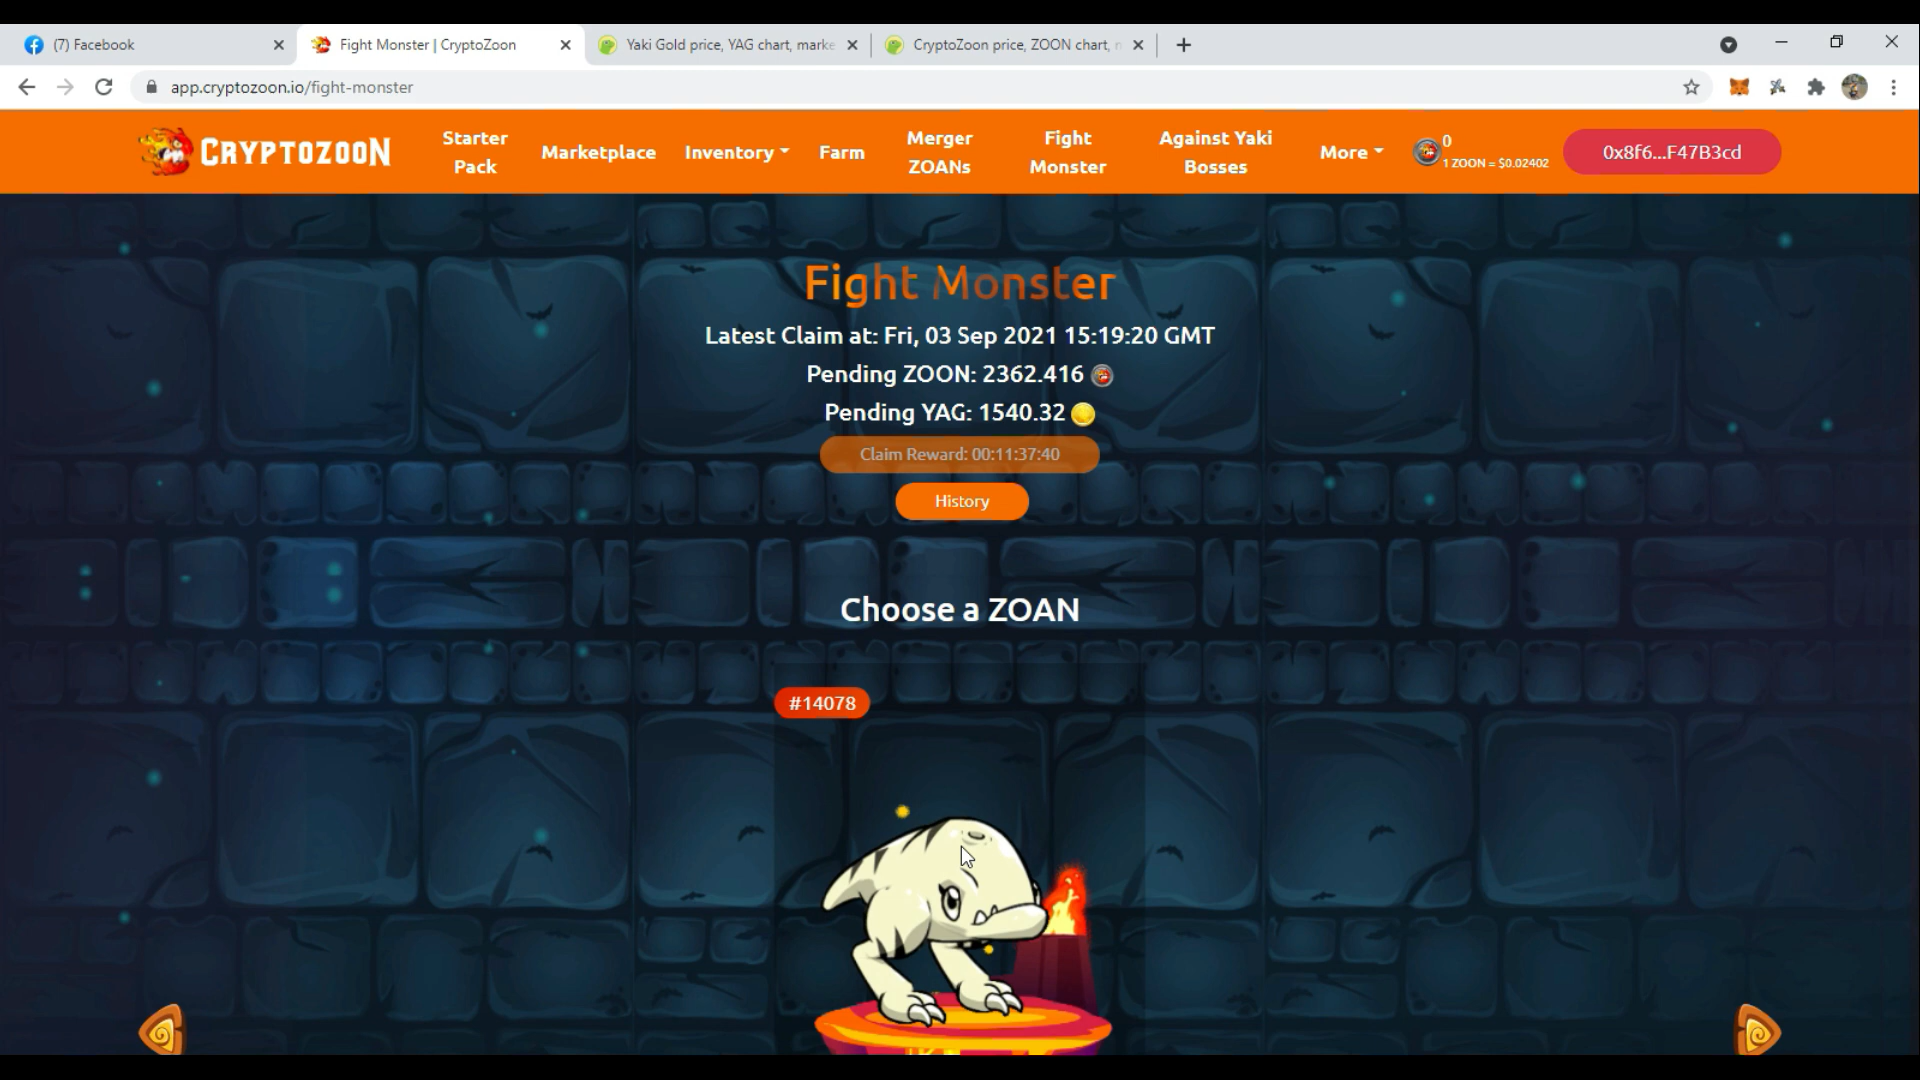 (7) Facebook
Fight Monster | CryptoZoon
Yaki Gold price, YAG chart, marke
CryptoZoon price, ZOON chart,
app.cryptozoon.io/fight-monster
CRYPTOZOON
Starter
Pack
Marketplace
Inventory
Farm
Merger
ZOANs
Fight
Monster
Against Yaki
Bosses
More
0
1 ZOON = $0.02402
0x8f6...F47B3cd
Fight Monster
Latest Claim at: Fri, 03 Sep 2021 15:19:20 GMT
Pending ZOON: 2362.416
Pending YAG: 1540.32
Claim Reward: 00:11:37:40
History
Choose a ZOAN
#14078